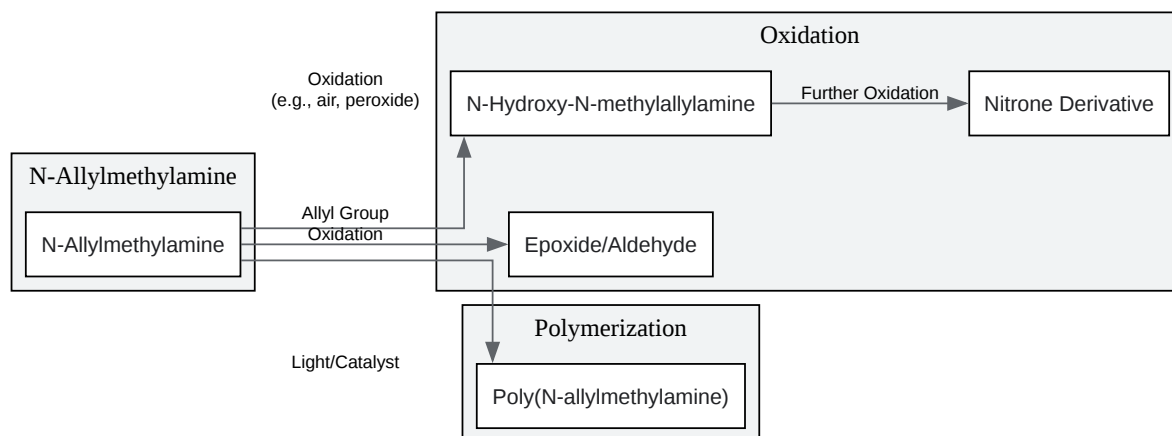 Oxidation
Oxidation
(e.g., air, peroxide)
N-Hydroxy-N-methylallylamine
Further Oxidation
Nitrone Derivative
N-Allylmethylamine
N-Allylmethylamine
Allyl Group
Oxidation
Epoxide/Aldehyde
Polymerization
Light/Catalyst
Poly(N-allylmethylamine)